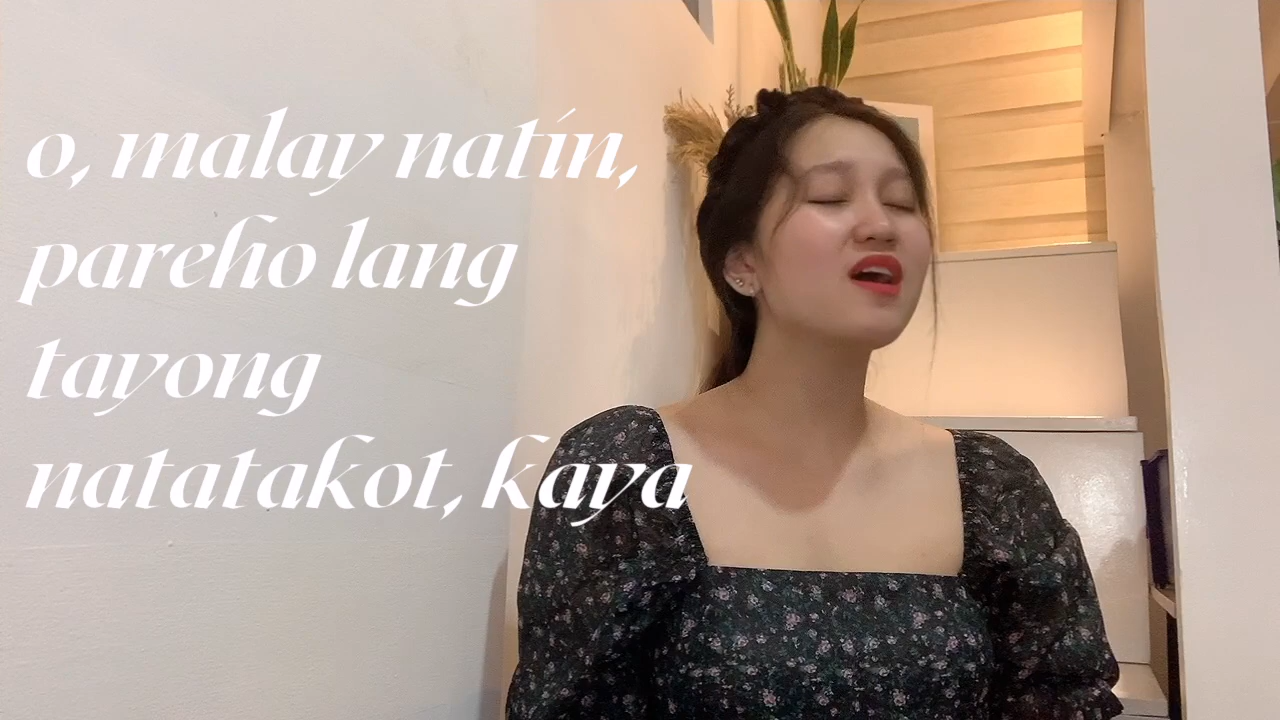 o, malay natin,
pareho lang
tayong
natatakot, kaya